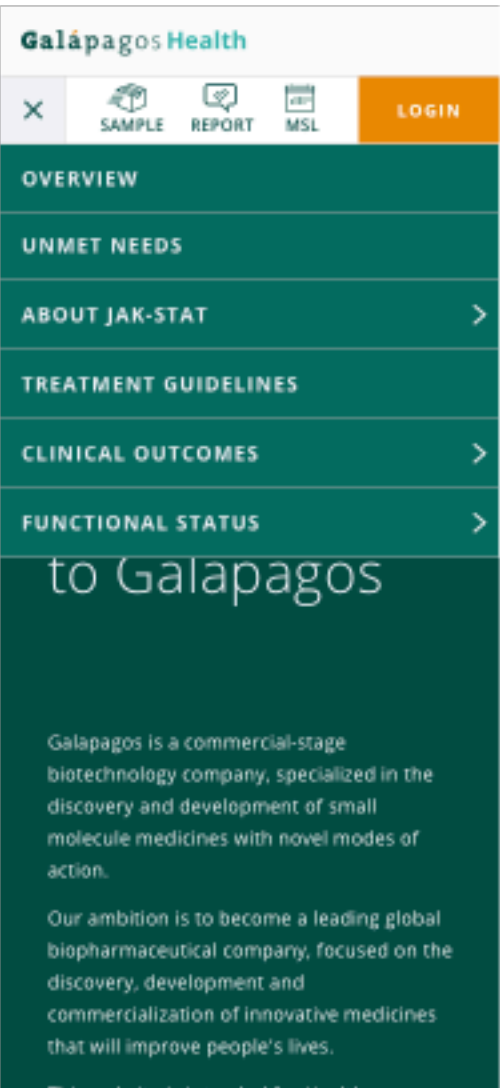 Galápagos Health
SAMPLE REPORT MSL LOGIN
OVERVIEW
UNMET NEEDS
ABOUT JAK-STAT
TREATMENT GUIDELINES
CLINICAL OUTCOMES
FUNCTIONAL STATUS
to Galapagos
Galapagos is a commercial-stage
biotechnology company, specialized in the
discovery and development of small
molecule medicines with novel modes of
action.
Our ambition is to become a leading global
biopharmaceutical company, focused on the
discovery, development and
commercialization of innovative medicines
that will improve people's lives.